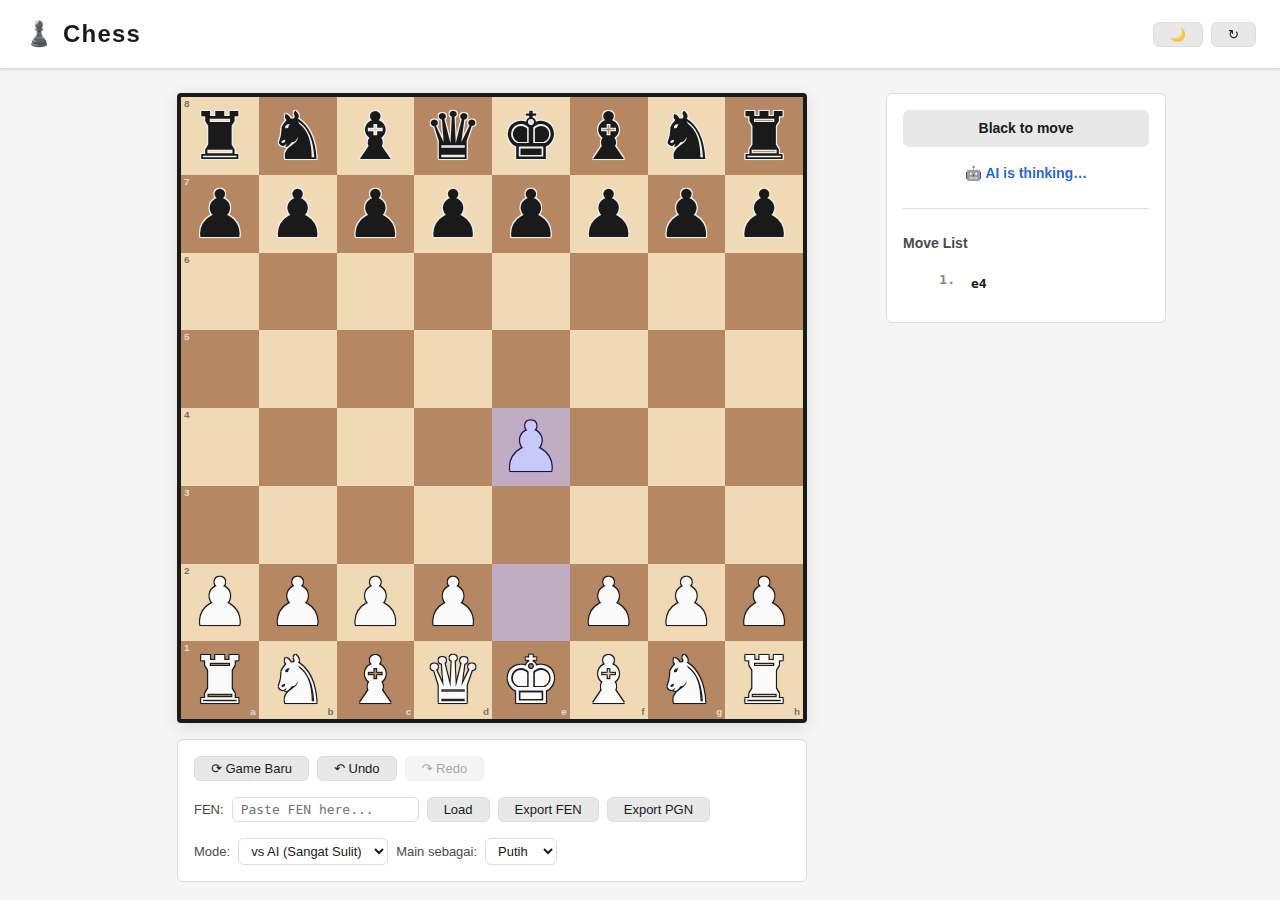 Chess
🌙 ↻
8
7
6
5
4
3
2
1
a b c d e f g h
⟳ Game Baru ↶ Undo ↷ Redo
FEN: Paste FEN here... Load Export FEN Export PGN
Mode: vs AI (Sangat Sulit) Main sebagai: Putih
Black to move
🤖 AI is thinking…
Move List
1. e4